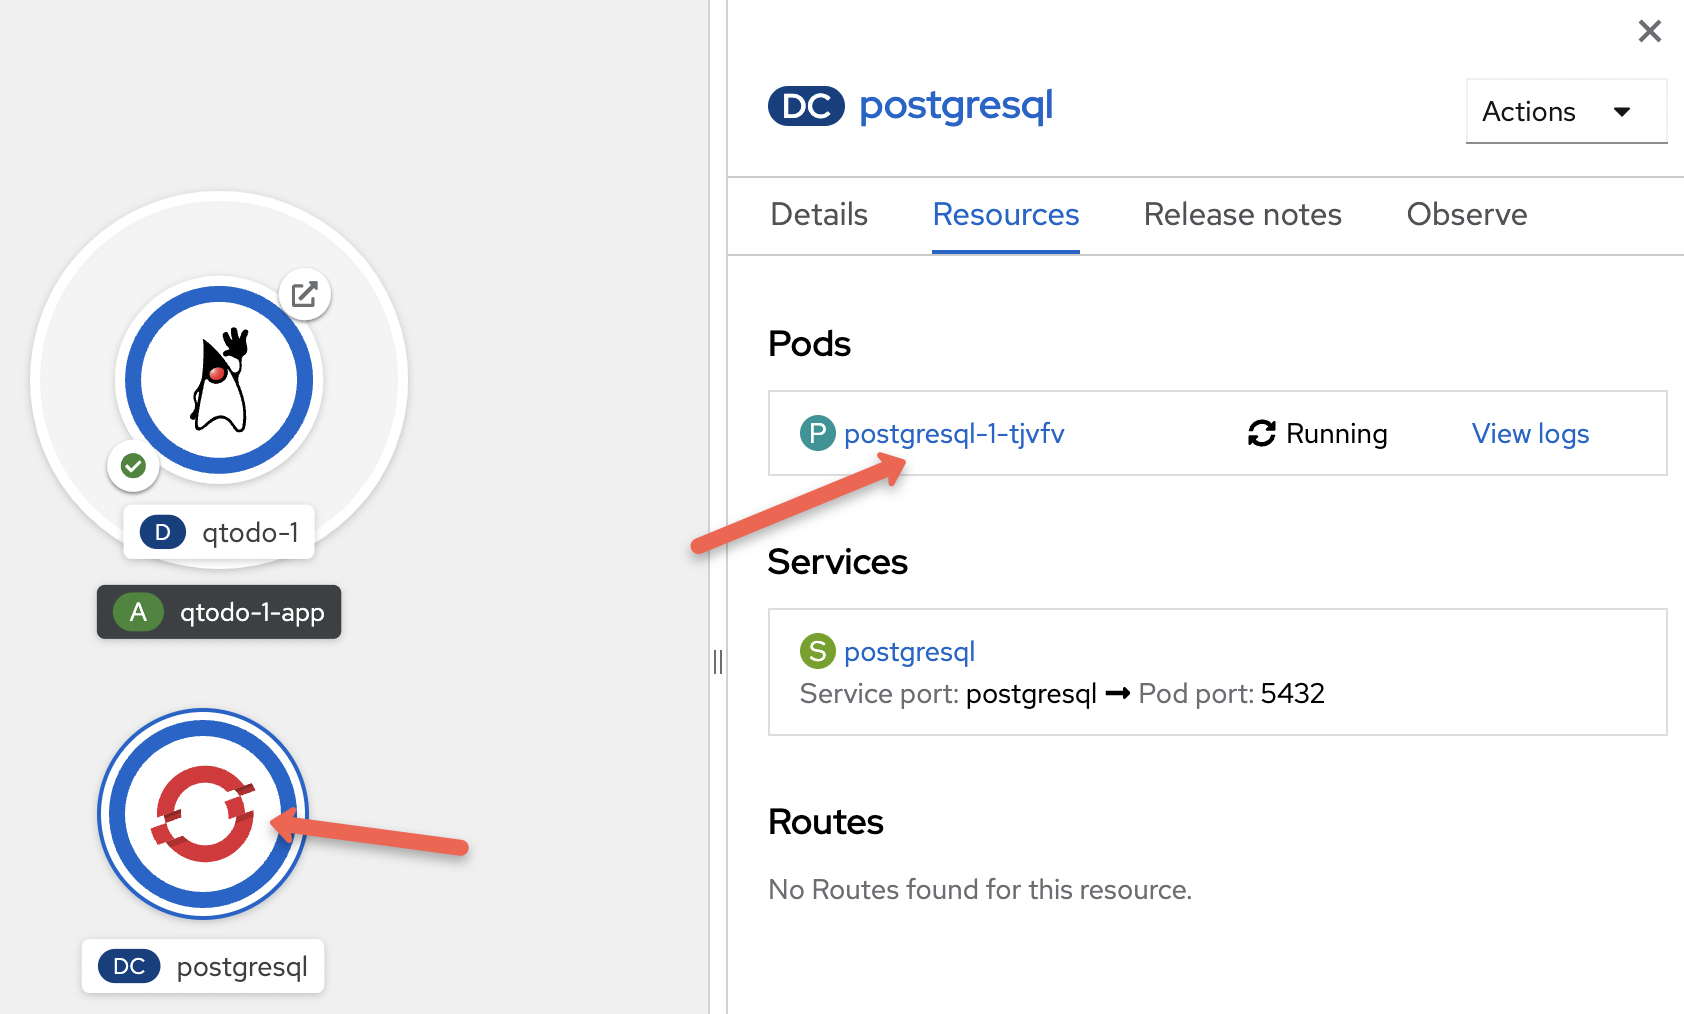 D qtodo-1
A qtodo-1-app
DC postgresql
DC postgresql
Actions
Details Resources Release notes Observe
Pods
P postgresql-1-tjvfv Running View logs
Services
S postgresql
Service port: postgresql → Pod port: 5432
Routes
No Routes found for this resource.